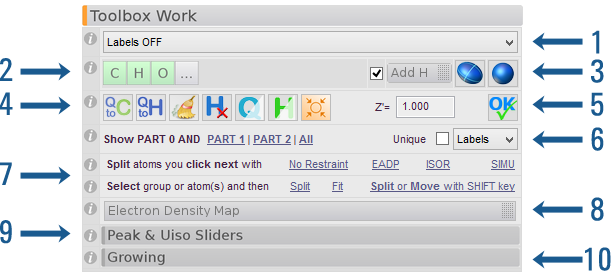 Toolbox Work
Labels OFF
1
2
C H O ...
Add H
3
4
Q to C
Q to H
H
Q
H
Z'= 1.000
OK
5
Show PART 0 AND PART 1 | PART 2 | All
Unique
Labels
6
7
Split atoms you click next with No Restraint EADP ISOR SIMU
Select group or atom(s) and then Split Fit Split or Move with SHIFT key
Electron Density Map
8
9
Peak & Uiso Sliders
Growing
10